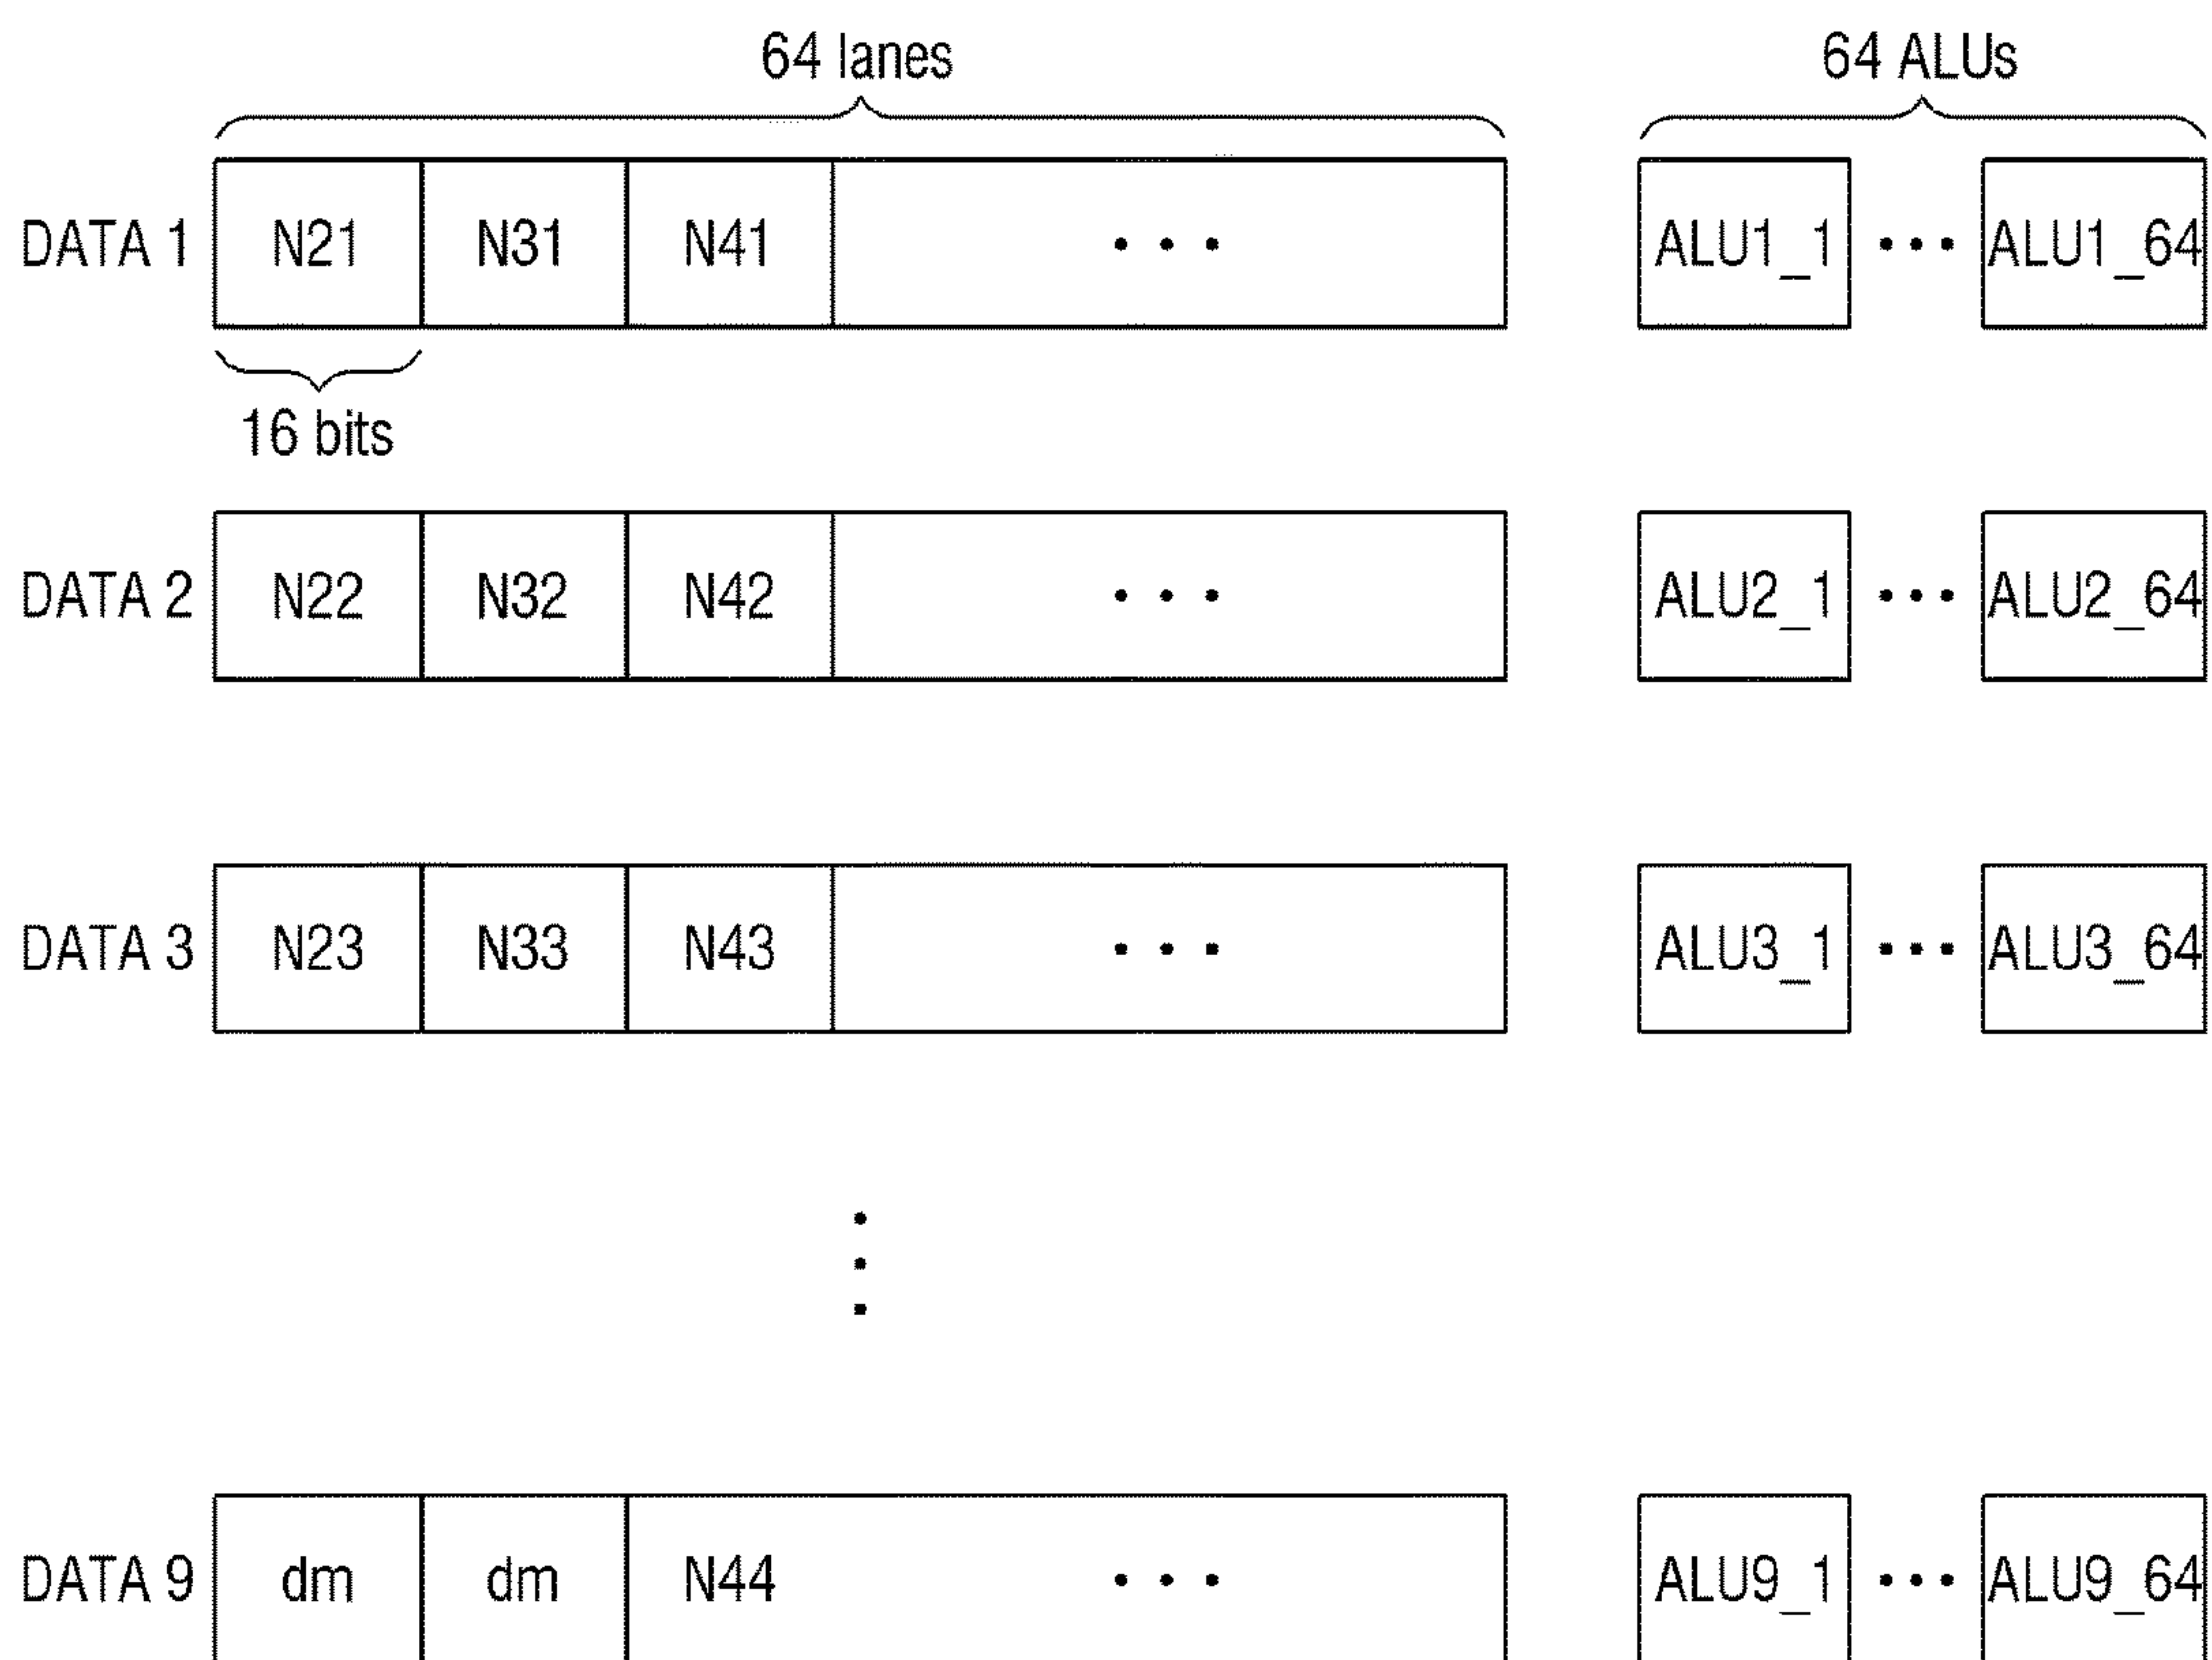 64 lanes 64 ALUs
DATA 1 N21 N31 N41 ... ALU1_1 ... ALU1_64
16 bits
DATA 2 N22 N32 N42 ... ALU2_1 ... ALU2_64
DATA 3 N23 N33 N43 ... ALU3_1 ... ALU3_64
DATA 9 dm dm N44 ... ALU9_1 ... ALU9_64